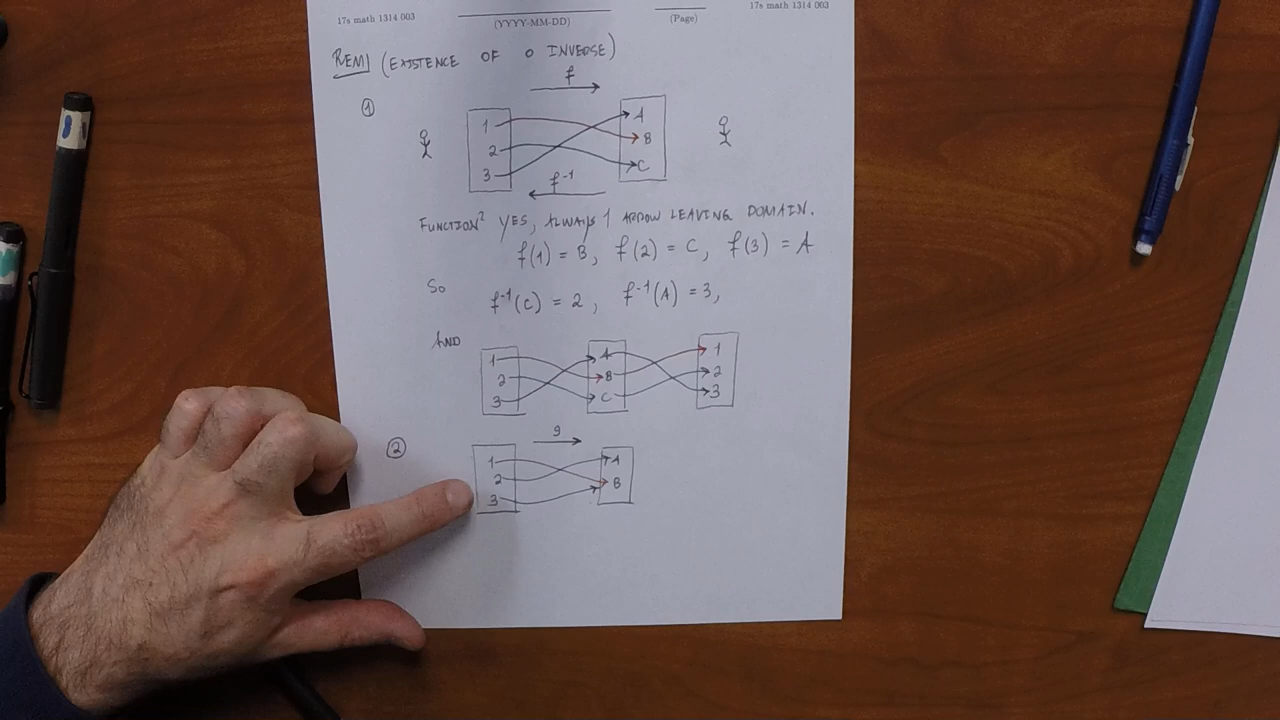 17s math 1314 003 (YYYY-MM-DD) (Page) 17s math 1314 003
REM (EXISTENCE OF O INVERSE)
f
1
1 A
2 B
3 C
f⁻¹
FUNCTION? YES, ALWAYS 1 ARROW LEAVING DOMAIN.
f(1) = B, f(2) = C, f(3) = A
SO f⁻¹(C) = 2, f⁻¹(A) = 3,
AND
1 A 1
2 B 2
3 C 3
2
g
1 A
2 B
3